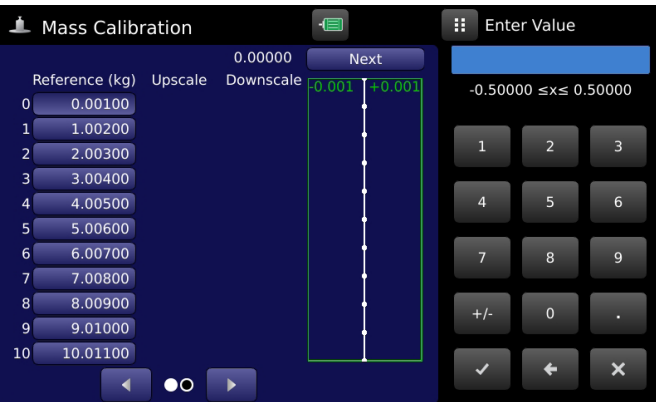 Mass Calibration
Enter Value
0.00000 Next
Reference (kg) Upscale Downscale -0.001 +0.001
-0.50000 ≤x≤ 0.50000
0 0.00100
1 1.00200
2 2.00300
3 3.00400
4 4.00500
5 5.00600
6 6.00700
7 7.00800
8 8.00900
9 9.01000
10 10.01100
1 2 3
4 5 6
7 8 9
+/- 0 .